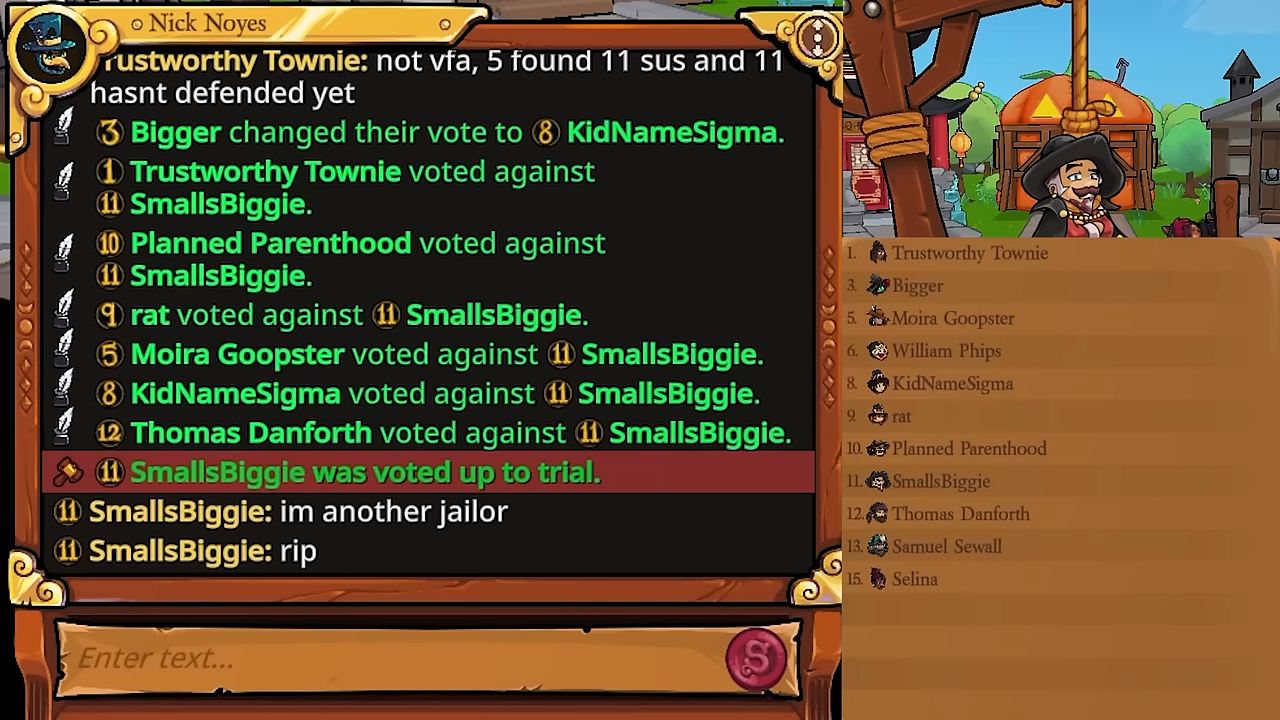 Nick Noyes
Trustworthy Townie: not vfa, 5 found 11 sus and 11
hasnt defended yet
3 Bigger changed their vote to 8 KidNameSigma.
1 Trustworthy Townie voted against
11 SmallsBiggie.
10 Planned Parenthood voted against
11 SmallsBiggie.
9 rat voted against 11 SmallsBiggie.
5 Moira Goopster voted against 11 SmallsBiggie.
8 KidNameSigma voted against 11 SmallsBiggie.
12 Thomas Danforth voted against 11 SmallsBiggie.
11 SmallsBiggie was voted up to trial.
11 SmallsBiggie: im another jailor
11 SmallsBiggie: rip
Enter text...
S
1. Trustworthy Townie
3. Bigger
5. Moira Goopster
6. William Phips
8. KidNameSigma
9. rat
10. Planned Parenthood
11. SmallsBiggie
12. Thomas Danforth
13. Samuel Sewall
15. Selina